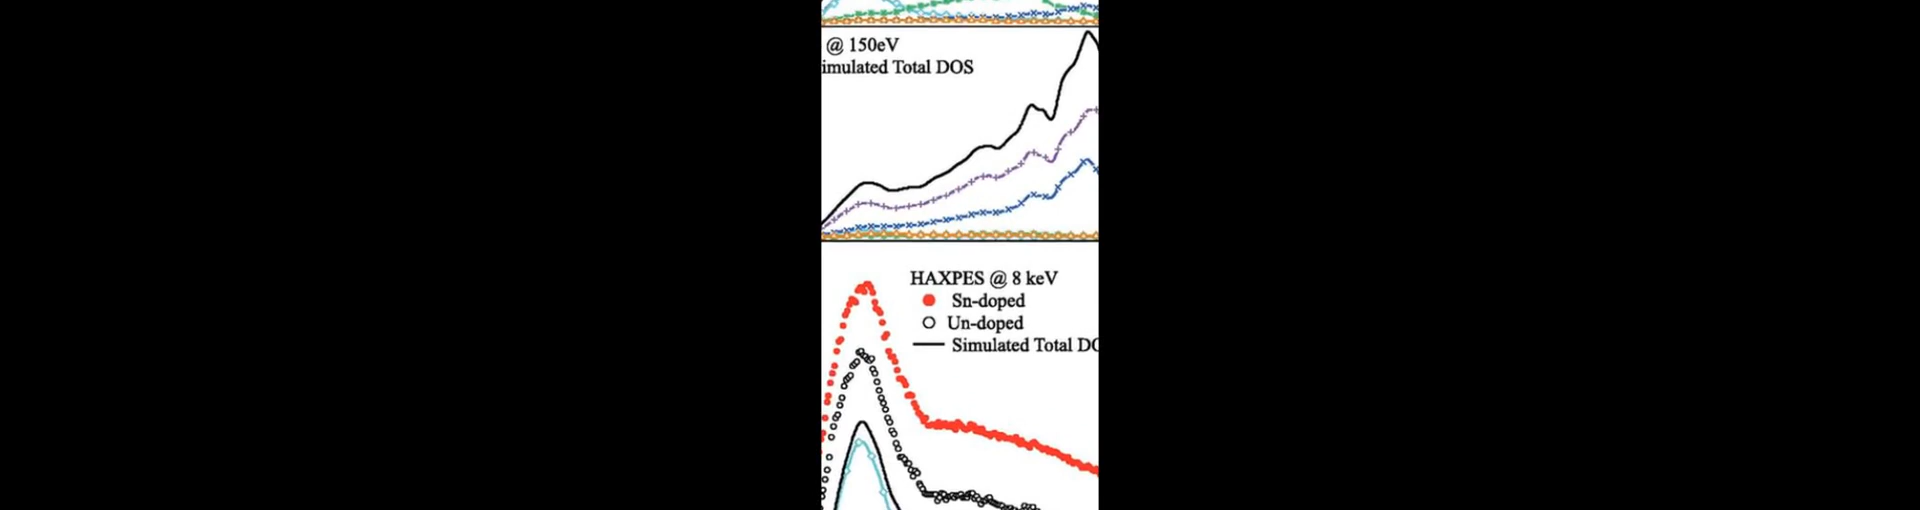 @ 150eV
imulated Total DOS
HAXPES @ 8 keV
Sn-doped
Un-doped
Simulated Total DO